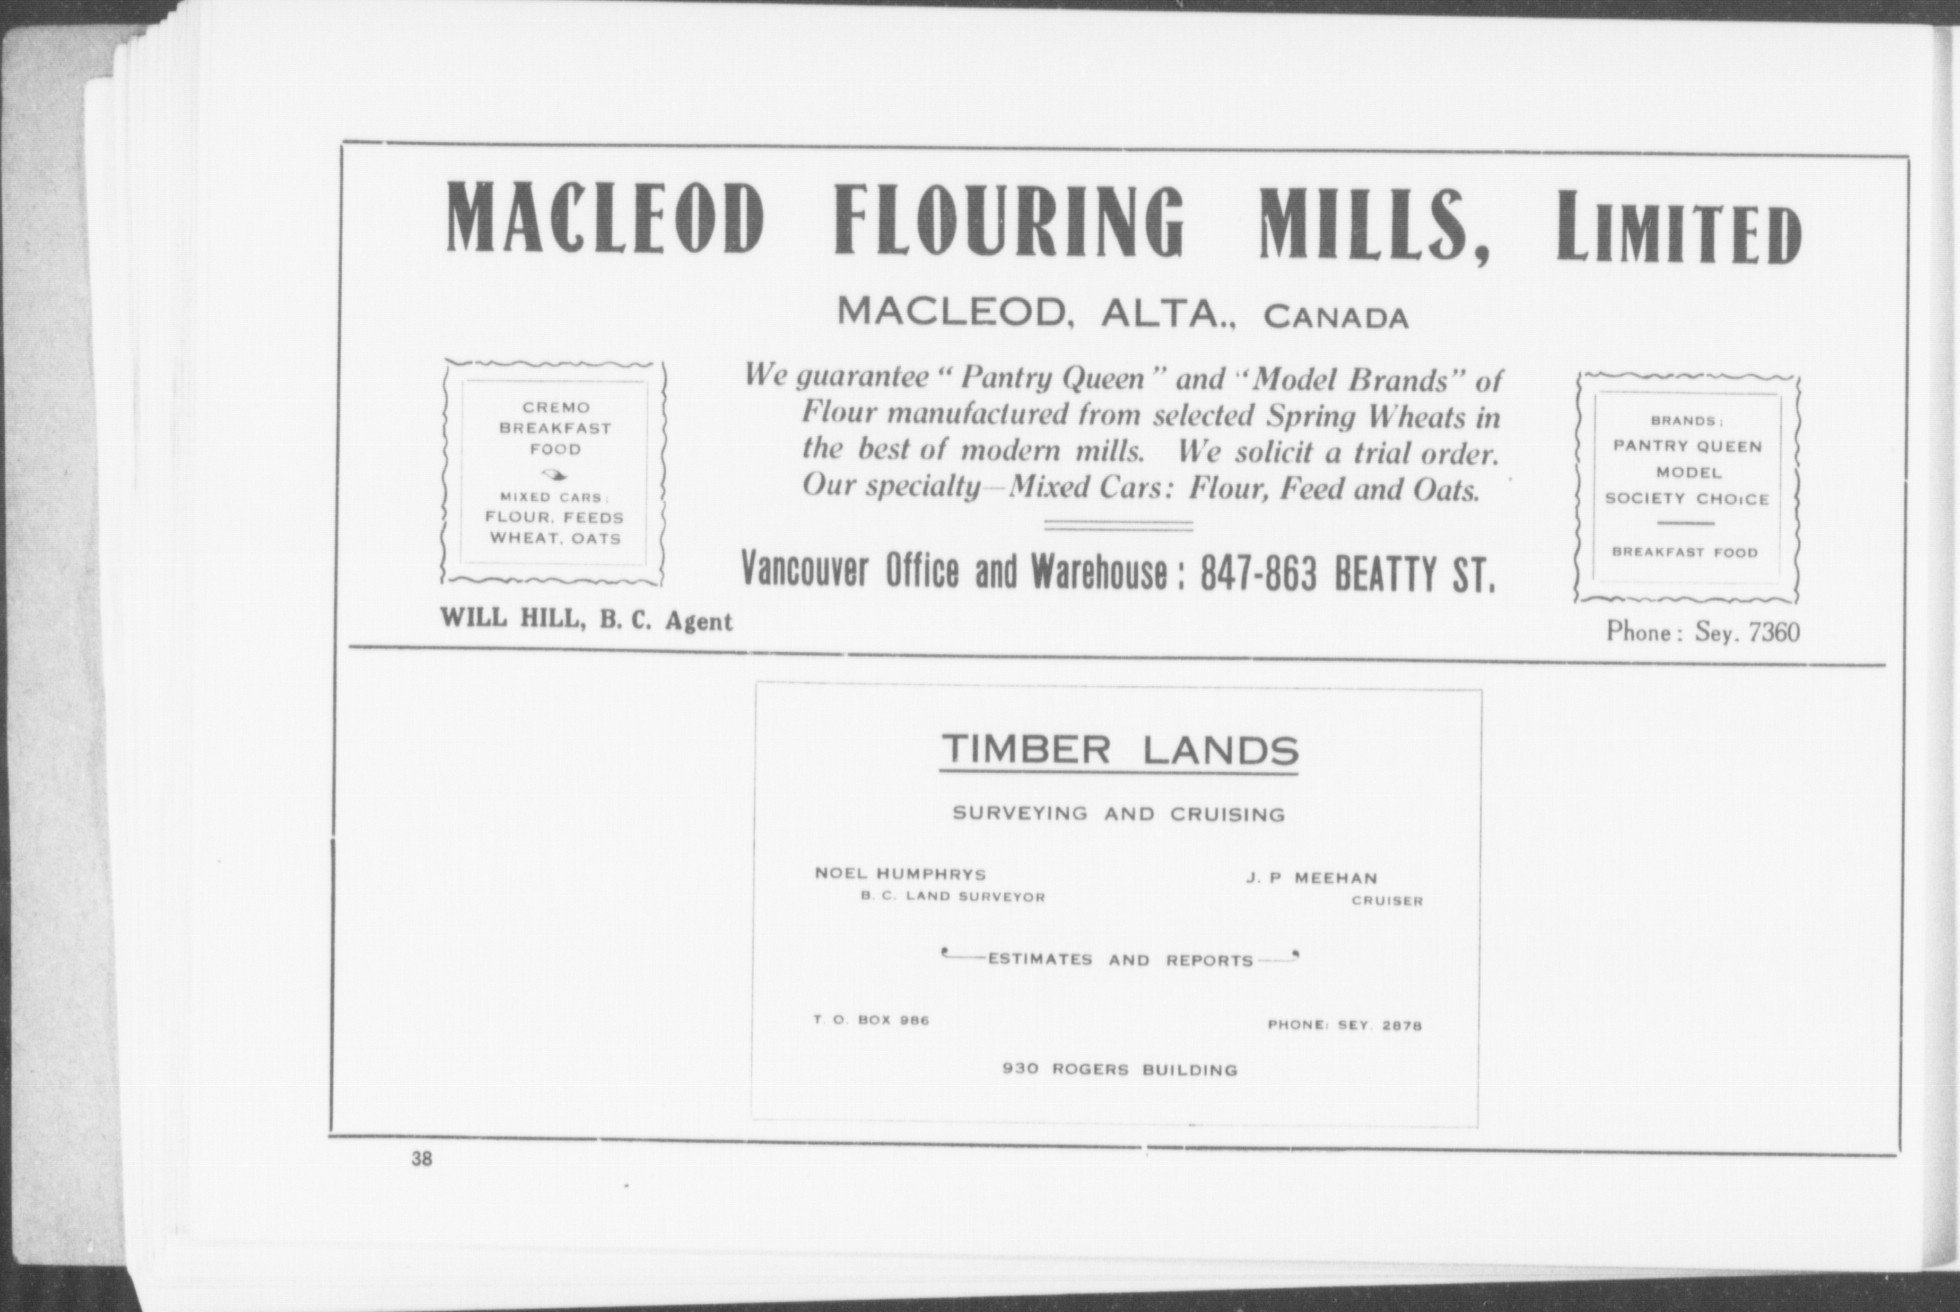 MACLEOD FLOURING MILLS, LIMITED
MACLEOD, ALTA., CANADA
CREMO
BREAKFAST
FOOD
MIXED CARS:
FLOUR, FEEDS
WHEAT, OATS
We guarantee "Pantry Queen" and "Model Brands" of
Flour manufactured from selected Spring Wheats in
the best of modern mills. We solicit a trial order.
Our specialty—Mixed Cars: Flour, Feed and Oats.
BRANDS:
PANTRY QUEEN
MODEL
SOCIETY CHOICE
BREAKFAST FOOD
Vancouver Office and Warehouse: 847-863 BEATTY ST.
WILL HILL, B. C. Agent
Phone: Sey. 7360
TIMBER LANDS
SURVEYING AND CRUISING
NOEL HUMPHRYS
B. C. LAND SURVEYOR
J. P MEEHAN
CRUISER
ESTIMATES AND REPORTS
T. O. BOX 986
PHONE: SEY. 2878
930 ROGERS BUILDING
38